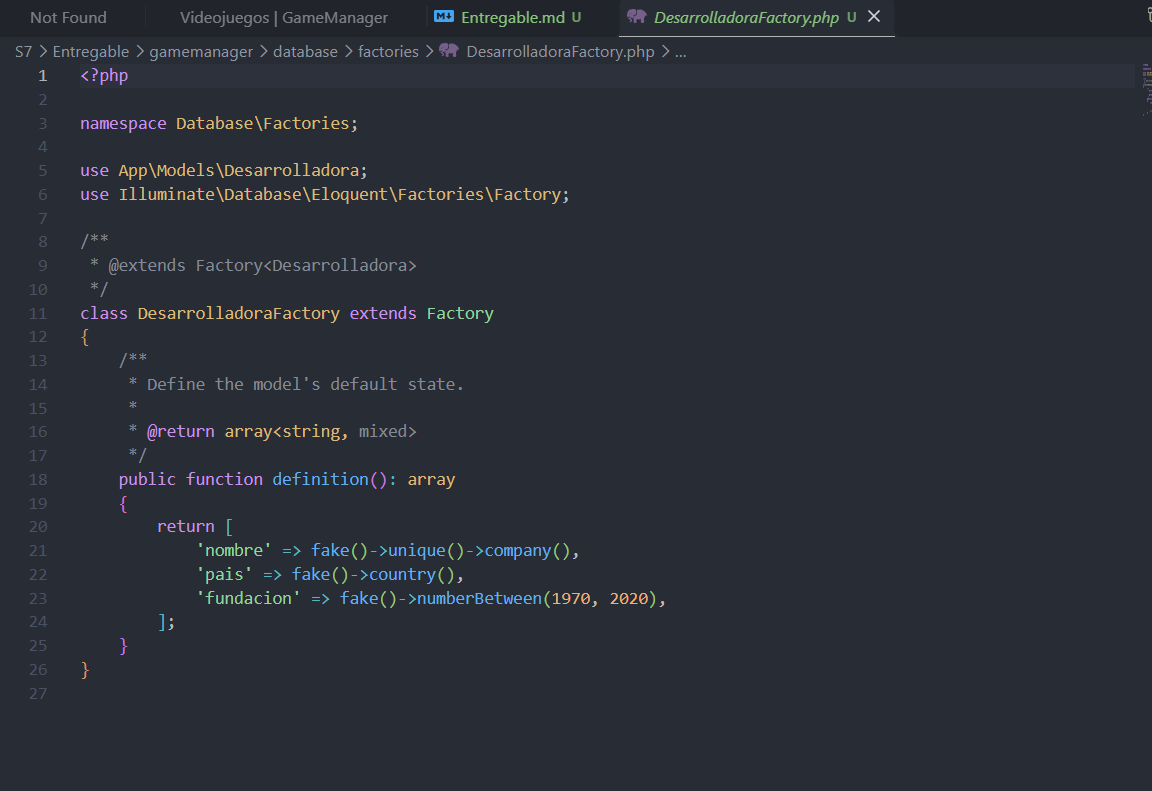 Not Found Videojuegos | GameManager Entregable.md U DesarrolladoraFactory.php U
S7 > Entregable > gamemanager > database > factories > DesarrolladoraFactory.php > ...
1 <?php
2
3 namespace Database\Factories;
4
5 use App\Models\Desarrolladora;
6 use Illuminate\Database\Eloquent\Factories\Factory;
7
8 /**
9  * @extends Factory<Desarrolladora>
10  */
11 class DesarrolladoraFactory extends Factory
12 {
13     /**
14      * Define the model's default state.
15      *
16      * @return array<string, mixed>
17      */
18     public function definition(): array
19     {
20         return [
21             'nombre' => fake()->unique()->company(),
22             'pais' => fake()->country(),
23             'fundacion' => fake()->numberBetween(1970, 2020),
24         ];
25     }
26 }
27